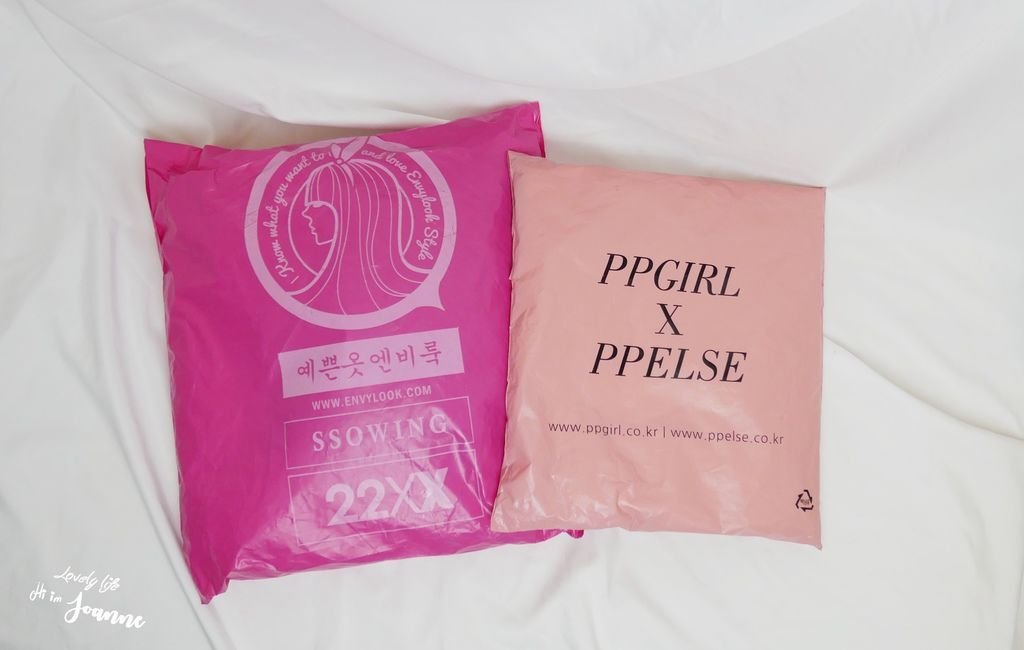 I Know what you want to and love Envylook Style
예쁜옷엔비룩
WWW.ENVYLOOK.COM
SSOWING
22XX
PPGIRL
X
PPELSE
www.ppgirl.co.kr | www.ppelse.co.kr
Lovely life
Hi im Joanne